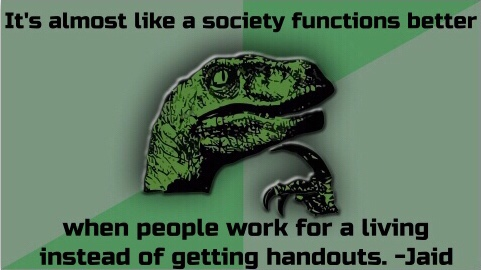 It's almost like a society functions better
when people work for a living
instead of getting handouts. -Jaid